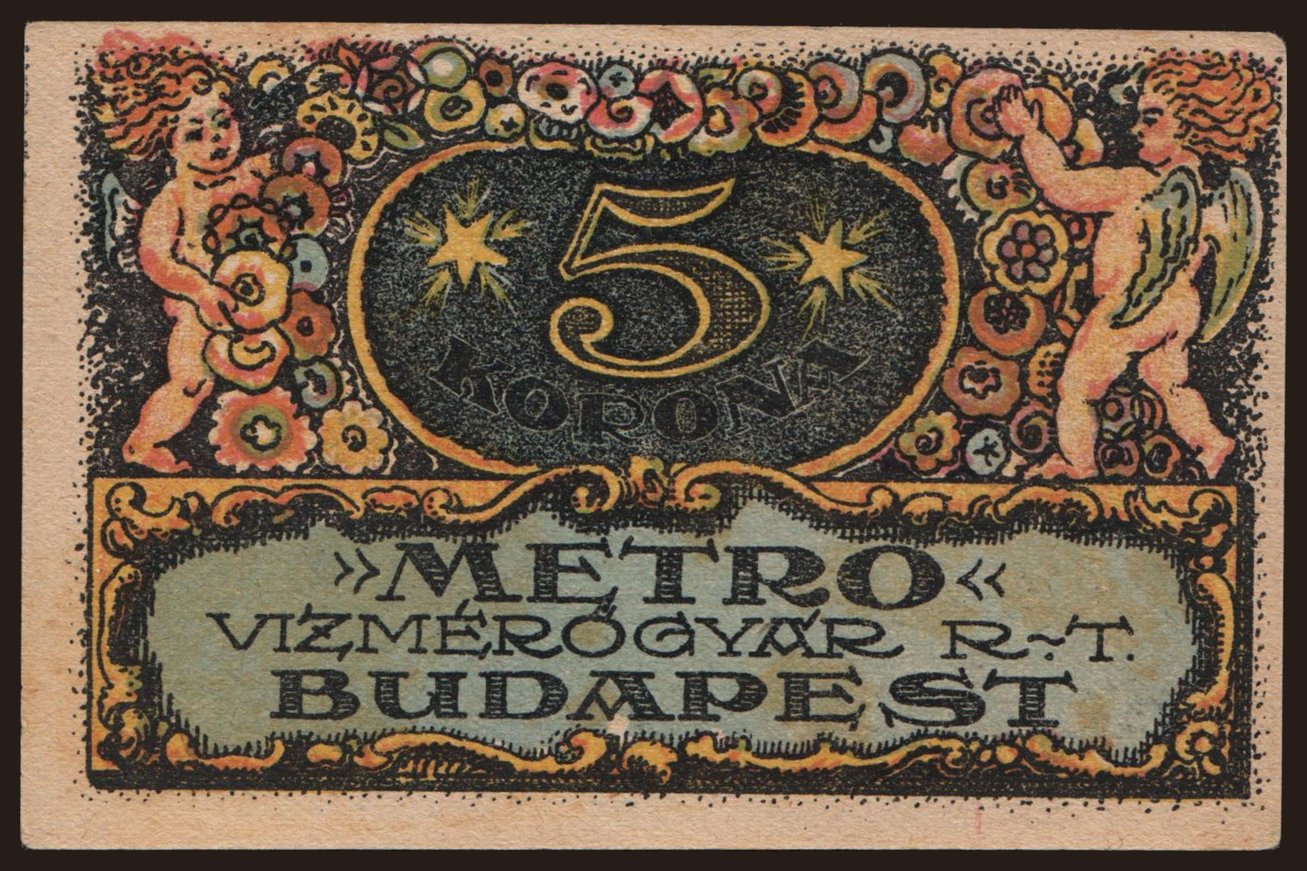 5
KORONA
»METRO«
VIZMÉRŐGYÁR R~T.
BUDAPEST